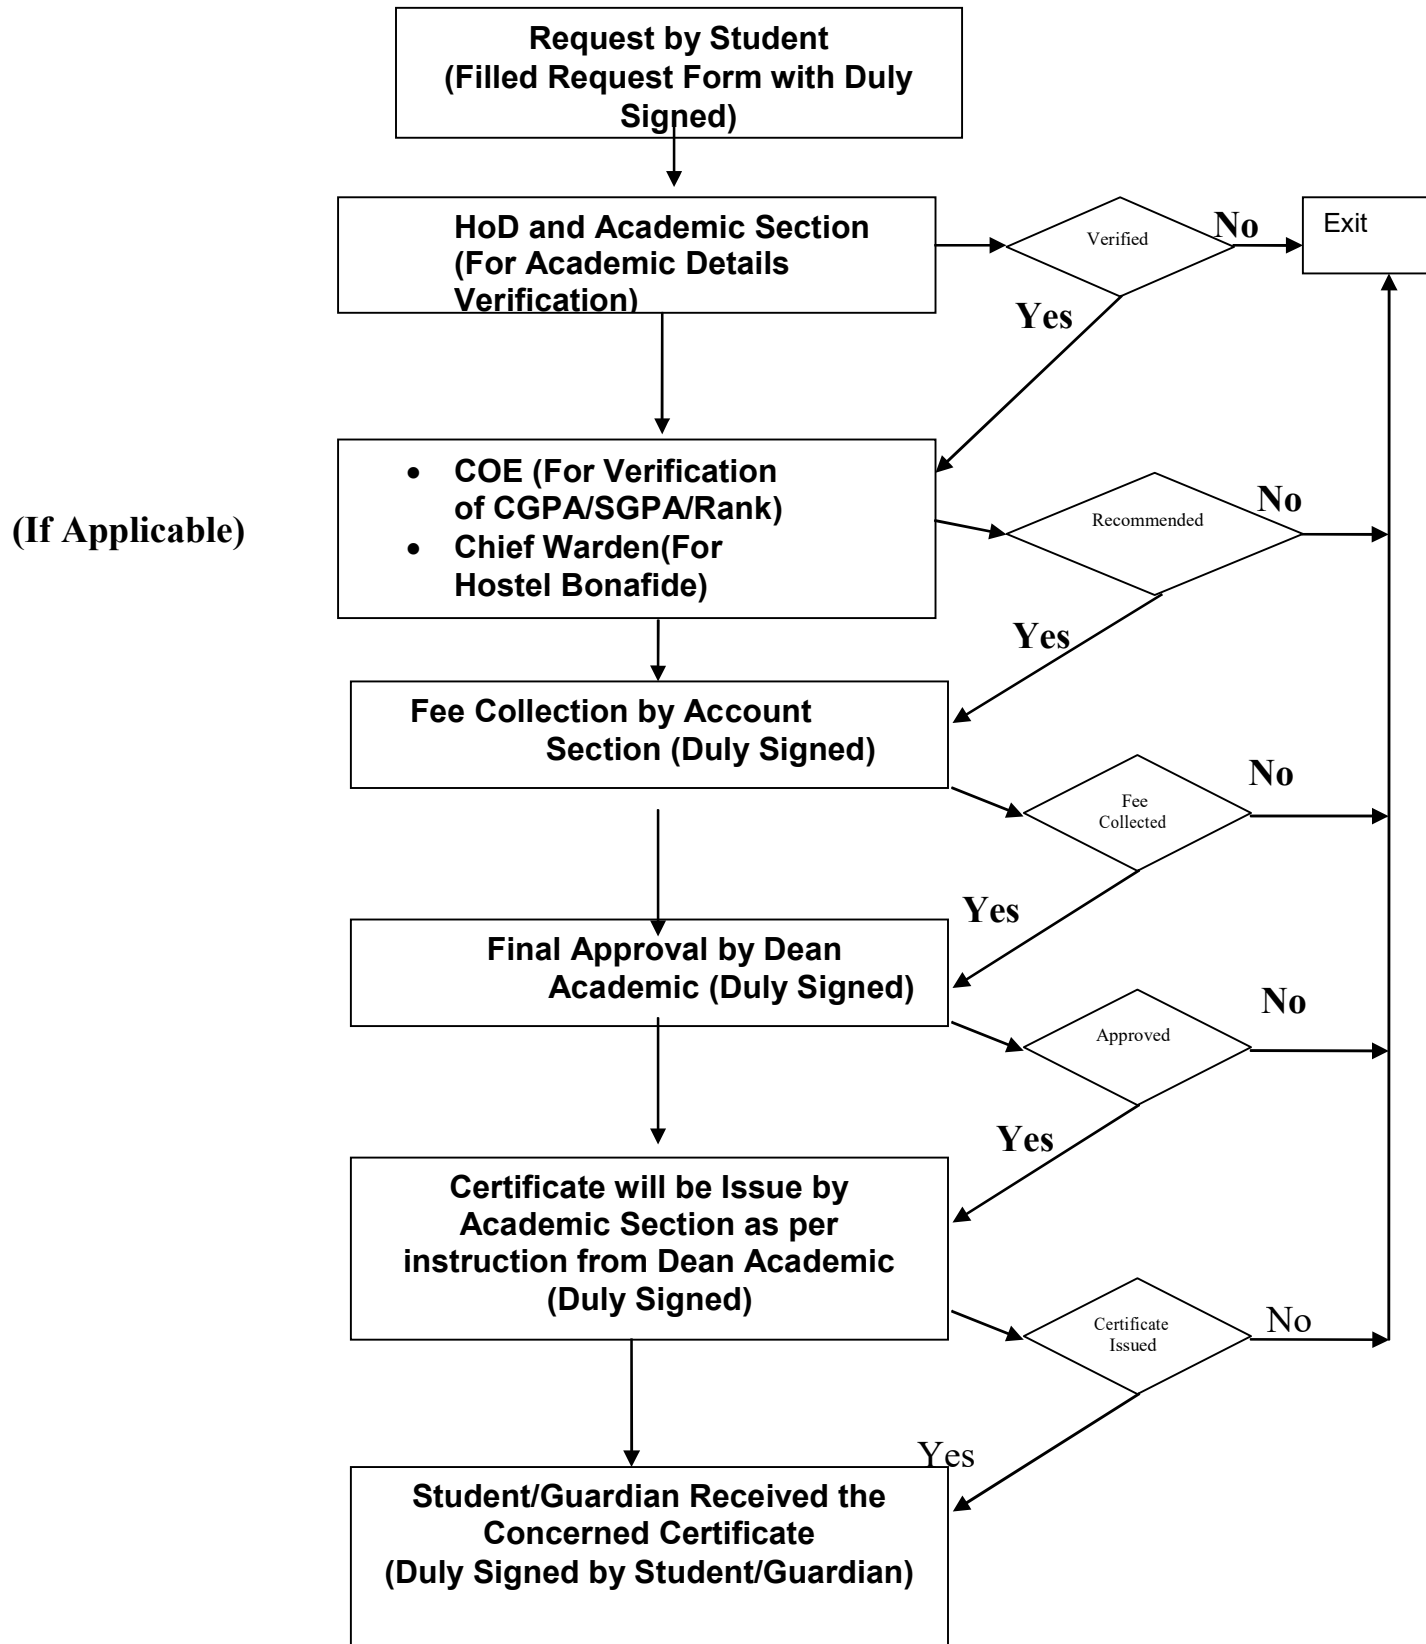 Request by Student
(Filled Request Form with Duly
Signed)
HoD and Academic Section
(For Academic Details
Verification)
Verified
No
Exit
Yes
(If Applicable)
• COE (For Verification
of CGPA/SGPA/Rank)
• Chief Warden(For
Hostel Bonafide)
Recommended
No
Yes
Fee Collection by Account
Section (Duly Signed)
Fee
Collected
No
Yes
Final Approval by Dean
Academic (Duly Signed)
Approved
No
Yes
Certificate will be Issue by
Academic Section as per
instruction from Dean Academic
(Duly Signed)
Certificate
Issued
No
Yes
Student/Guardian Received the
Concerned Certificate
(Duly Signed by Student/Guardian)